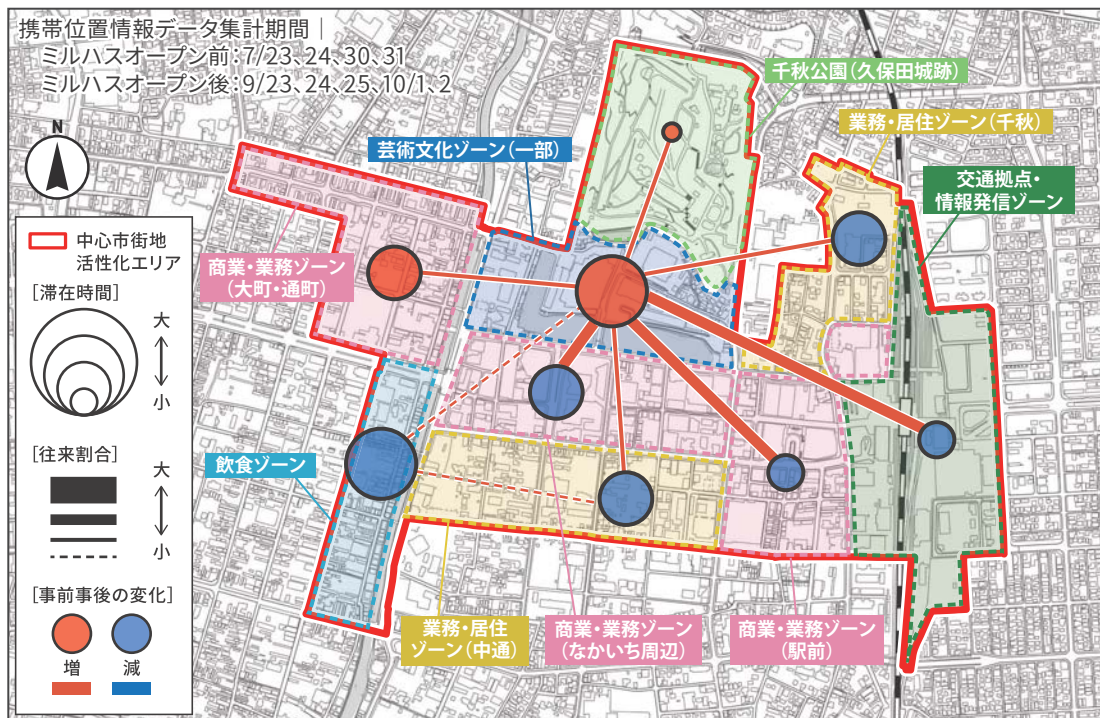 携帯位置情報データ集計期間｜
ミルハスオープン前：7/23、24、30、31
ミルハスオープン後：9/23、24、25、10/1、2
千秋公園（久保田城跡）
業務・居住ゾーン（千秋）
芸術文化ゾーン（一部）
交通拠点・
情報発信ゾーン
N
商業・業務ゾーン
（大町・通町）
中心市街地
活性化エリア
［滞在時間］
大
小
［往来割合］
大
小
［事前事後の変化］
増
減
飲食ゾーン
業務・居住
ゾーン（中通）
商業・業務ゾーン
（なかいち周辺）
商業・業務ゾーン
（駅前）